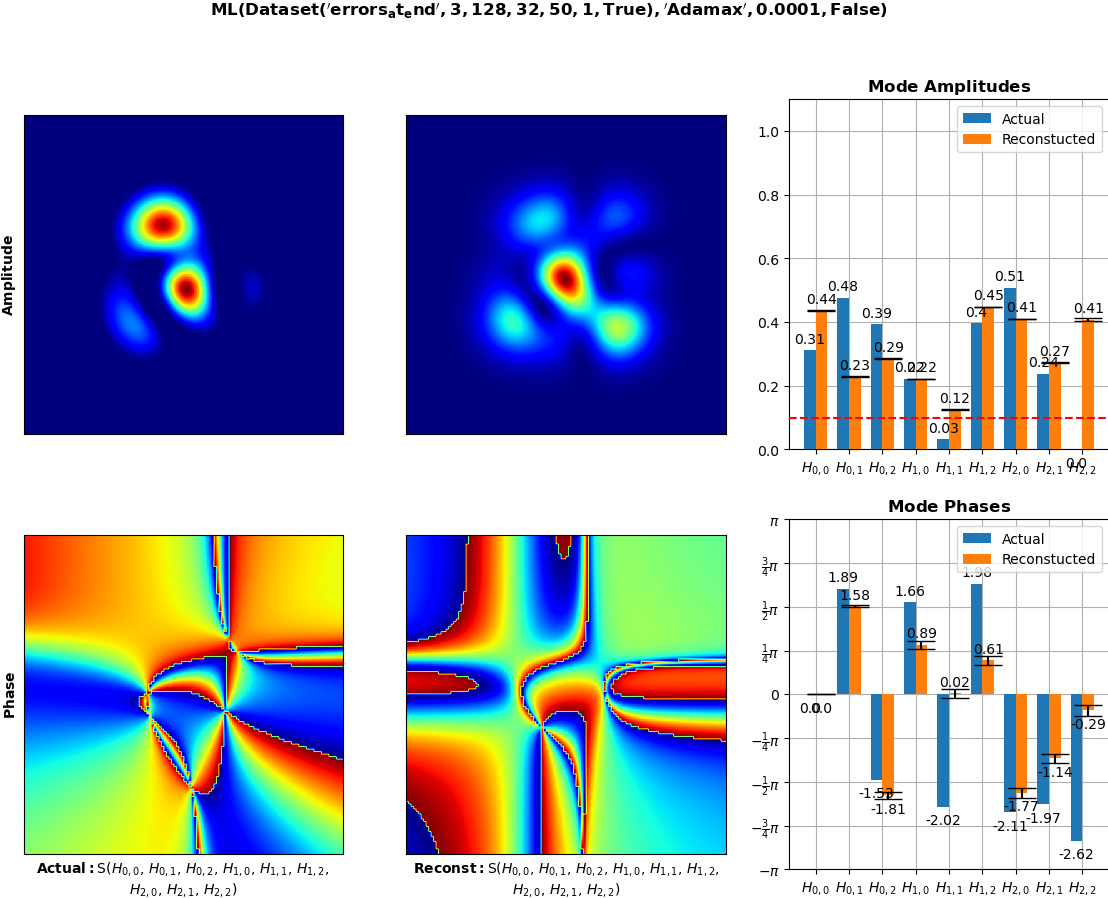 ML(Dataset('errors_at_end', 3, 128, 32, 50, 1, True), 'Adamax', 0.0001, False)
Amplitude
Mode Amplitudes
Actual
Reconstucted
1.0
0.8
0.6
0.4
0.2
0.0
0.31 0.44 0.48 0.23 0.39 0.29 0.22 0.22 0.03 0.12 0.4 0.45 0.51 0.41 0.24 0.27 0.0 0.41
H0,0 H0,1 H0,2 H1,0 H1,1 H1,2 H2,0 H2,1 H2,2
Phase
Mode Phases
Actual
Reconstucted
π
3/4π
1/2π
1/4π
0
−1/4π
−1/2π
−3/4π
−π
0.0 0.0 1.89 1.58 -1.53 -1.81 1.66 0.89 -2.02 0.02 1.98 0.61 -2.11 -1.77 -1.97 -1.14 -2.62 -0.29
H0,0 H0,1 H0,2 H1,0 H1,1 H1,2 H2,0 H2,1 H2,2
Actual: S(H0,0, H0,1, H0,2, H1,0, H1,1, H1,2,
H2,0, H2,1, H2,2)
Reconst: S(H0,0, H0,1, H0,2, H1,0, H1,1, H1,2,
H2,0, H2,1, H2,2)